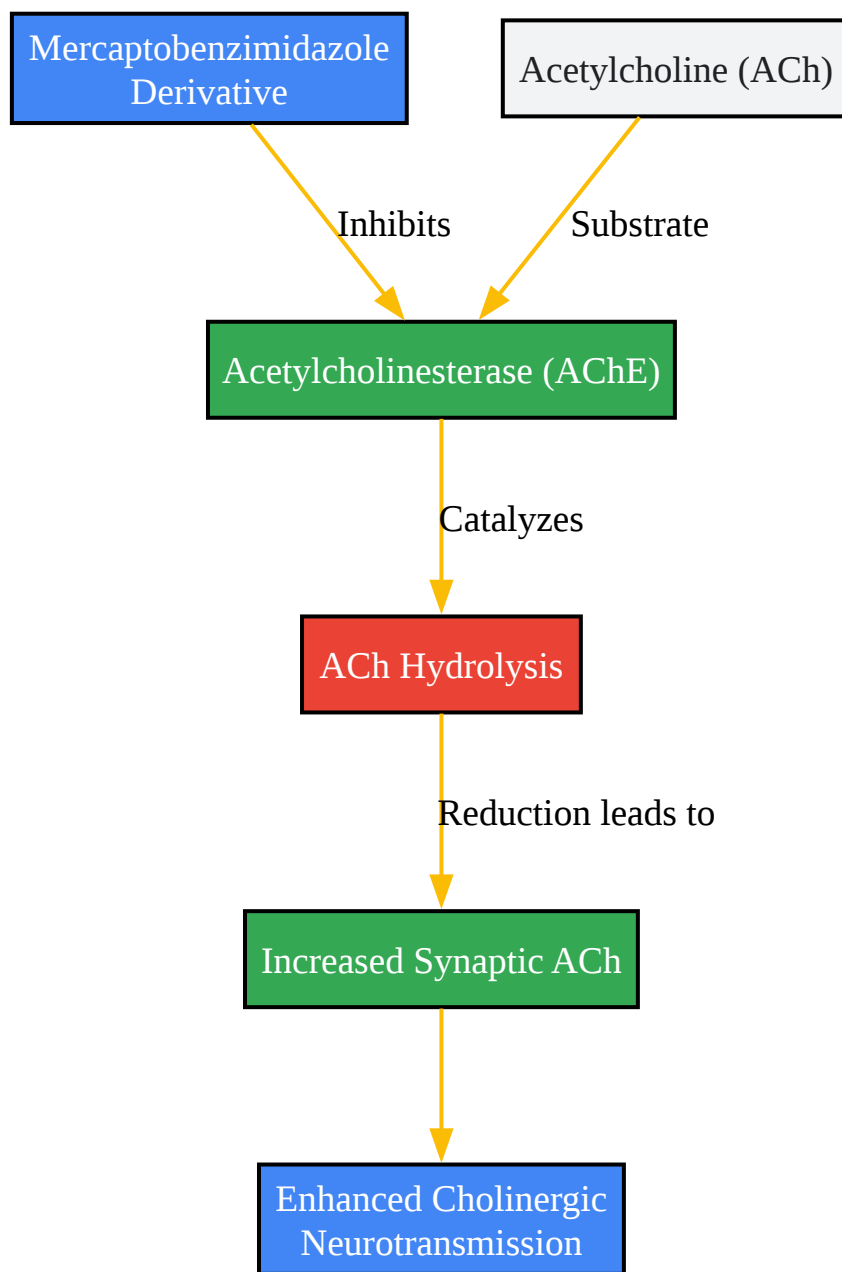 Mercaptobenzimidazole
Derivative
Acetylcholine (ACh)
Inhibits
Substrate
Acetylcholinesterase (AChE)
Catalyzes
ACh Hydrolysis
Reduction leads to
Increased Synaptic ACh
Enhanced Cholinergic
Neurotransmission